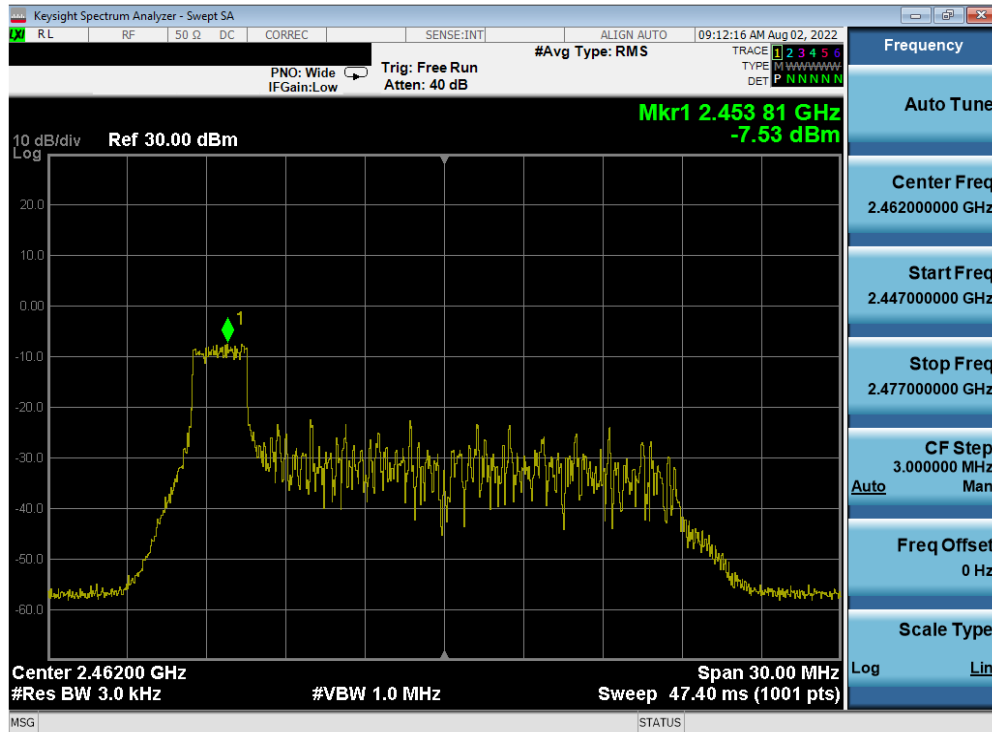 Keysight Spectrum Analyzer - Swept SA
LXI RL RF 50 Ω DC CORREC SENSE:INT ALIGN AUTO 09:12:16 AM Aug 02, 2022
#Avg Type: RMS
TRACE 1 2 3 4 5 6
TYPE M WWWWW
DET P N N N N N
PNO: Wide
IFGain:Low
Trig: Free Run
Atten: 40 dB
Mkr1 2.453 81 GHz
-7.53 dBm
10 dB/div
Log
Ref 30.00 dBm
20.0
10.0
0.00
-10.0
-20.0
-30.0
-40.0
-50.0
-60.0
1
Center 2.46200 GHz
Span 30.00 MHz
#Res BW 3.0 kHz
#VBW 1.0 MHz
Sweep 47.40 ms (1001 pts)
MSG
STATUS
Frequency
Auto Tune
Center Freq
2.462000000 GHz
Start Freq
2.447000000 GHz
Stop Freq
2.477000000 GHz
CF Step
3.000000 MHz
Auto Man
Freq Offset
0 Hz
Scale Type
Log Lin